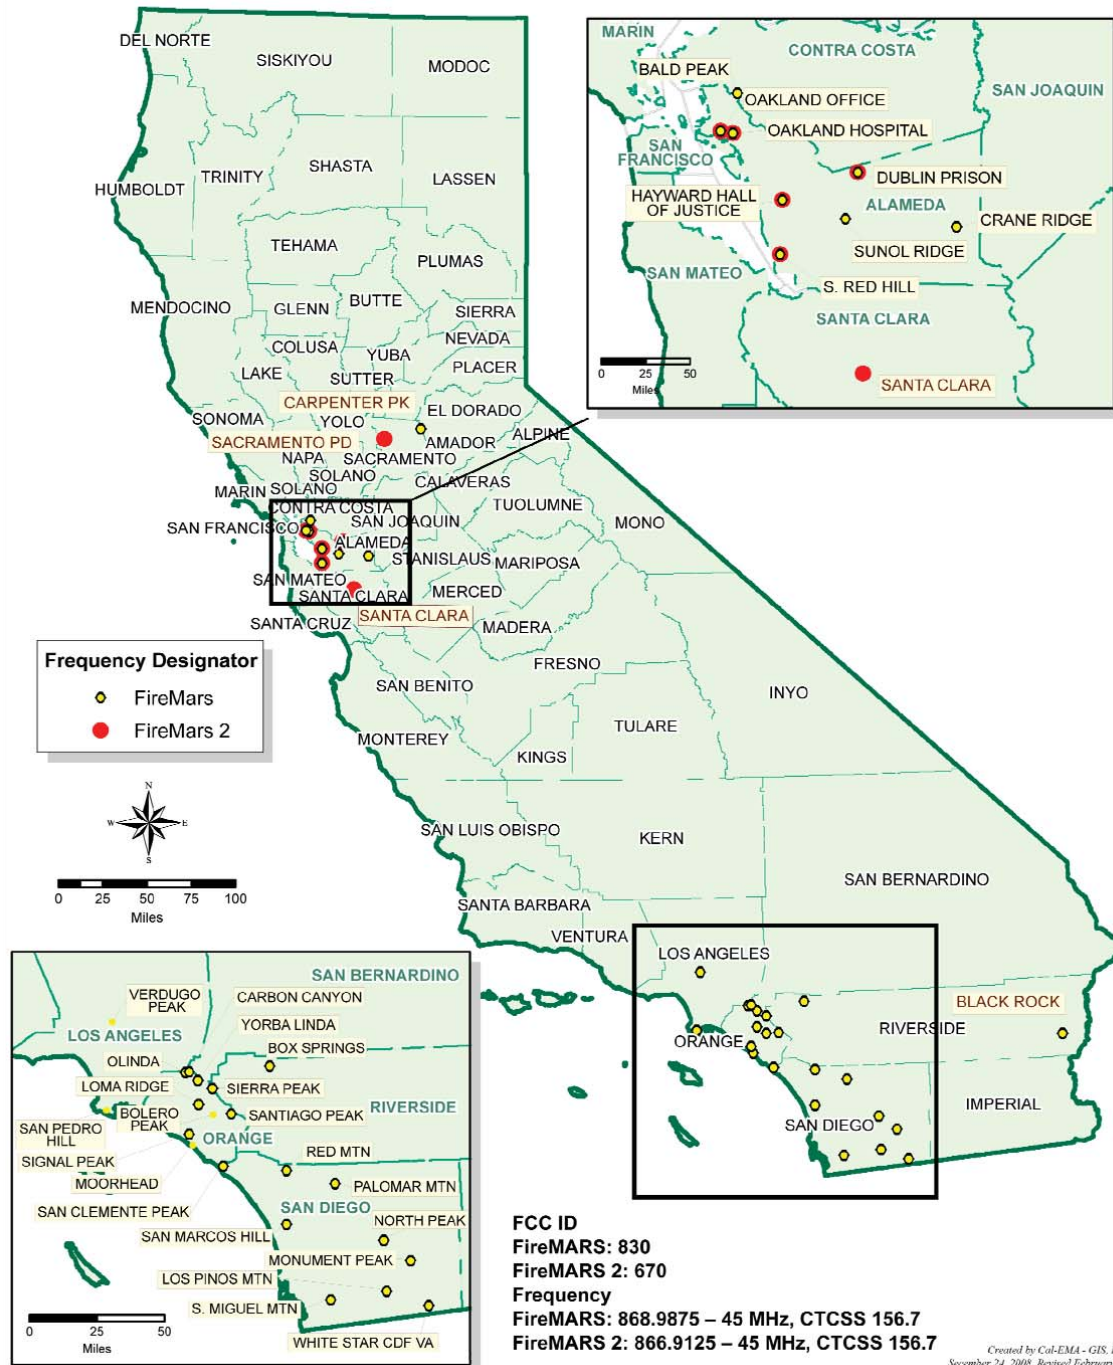 DEL NORTE
SISKIYOU
MODOC
HUMBOLDT
TRINITY
SHASTA
LASSEN
TEHAMA
PLUMAS
MENDOCINO
GLENN
BUTTE
SIERRA
COLUSA
NEVADA
YUBA
LAKE
PLACER
SUTTER
CARPENTER PK
SONOMA
YOLO
EL DORADO
SACRAMENTO PD
AMADOR
ALPINE
NAPA
SACRAMENTO
SOLANO
CALAVERAS
MARIN
SOLANO
TUOLUMNE
CONTRA COSTA
MONO
SAN FRANCISCO
SAN JOAQUIN
ALAMEDA
STANISLAUS
MARIPOSA
SAN MATEO
SANTA CLARA
MERCED
SANTA CLARA
SANTA CRUZ
MADERA
FRESNO
SAN BENITO
INYO
TULARE
MONTEREY
KINGS
SAN LUIS OBISPO
KERN
SAN BERNARDINO
SANTA BARBARA
VENTURA
LOS ANGELES
BLACK ROCK
RIVERSIDE
ORANGE
IMPERIAL
SAN DIEGO
MARIN
CONTRA COSTA
BALD PEAK
SAN JOAQUIN
OAKLAND OFFICE
OAKLAND HOSPITAL
SAN
FRANCISCO
DUBLIN PRISON
HAYWARD HALL
OF JUSTICE
ALAMEDA
CRANE RIDGE
SUNOL RIDGE
SAN MATEO
S. RED HILL
SANTA CLARA
0 25 50
Miles
SANTA CLARA
Frequency Designator
FireMars
FireMars 2
N
W E
S
0 25 50 75 100
Miles
SAN BERNARDINO
VERDUGO
PEAK
CARBON CANYON
LOS ANGELES
YORBA LINDA
OLINDA
BOX SPRINGS
LOMA RIDGE
SIERRA PEAK
BOLERO
PEAK
SANTIAGO PEAK
RIVERSIDE
SAN PEDRO
HILL
ORANGE
SIGNAL PEAK
RED MTN
MOORHEAD
PALOMAR MTN
SAN CLEMENTE PEAK
SAN DIEGO
NORTH PEAK
SAN MARCOS HILL
MONUMENT PEAK
LOS PINOS MTN
S. MIGUEL MTN
WHITE STAR CDF VA
0 25 50
Miles
FCC ID
FireMARS: 830
FireMARS 2: 670
Frequency
FireMARS: 868.9875 – 45 MHz, CTCSS 156.7
FireMARS 2: 866.9125 – 45 MHz, CTCSS 156.7
Created by Cal-EMA - GIS,
24, 2008, Revised